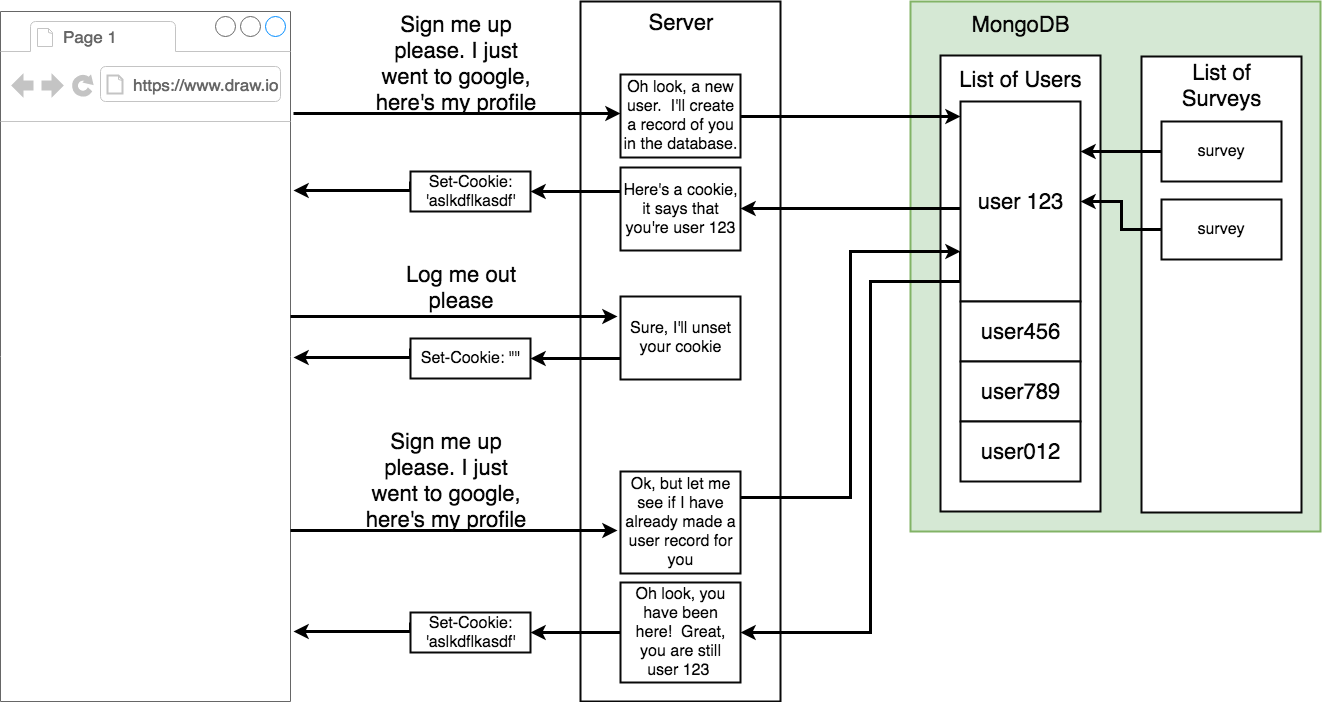 Page 1
https://www.draw.io
Sign me up
please. I just
went to google,
here's my profile
Set-Cookie:
'aslkdflkasdf'
Log me out
please
Set-Cookie: ""
Sign me up
please. I just
went to google,
here's my profile
Set-Cookie:
'aslkdflkasdf'
Server
Oh look, a new
user.  I'll create
a record of you
in the database.
Here's a cookie,
it says that
you're user 123
Sure, I'll unset
your cookie
Ok, but let me
see if I have
already made a
user record for
you
Oh look, you
have been
here!  Great,
you are still
user 123
MongoDB
List of Users
user 123
user456
user789
user012
List of
Surveys
survey
survey